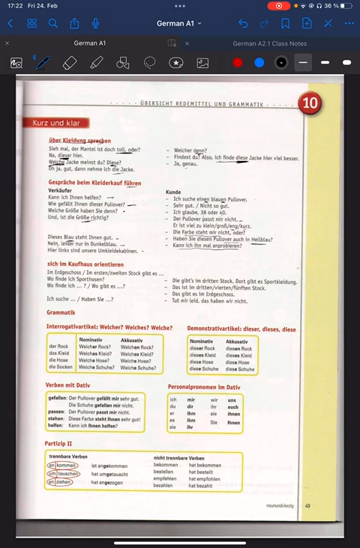 17:22 Fri 24. Feb
36 %
German A1
German A1
German A2.1 Class Notes
ÜBERSICHT REDEMITTEL UND GRAMMATIK
10
Kurz und klar
über Kleidung sprechen
Sieh mal, der Mantel ist doch toll, oder?
– Welcher denn?
Na, dieser hier.
– Findest du? Also, ich finde diese Jacke hier viel besser.
Welche Jacke meinst du? Diese?
– Ja, genau.
Oh ja, gut, dann nehme ich die Jacke.
Gespräche beim Kleiderkauf führen
Verkäufer
Kunde
Kann ich Ihnen helfen?
– Ich suche einen blauen Pullover.
Wie gefällt Ihnen dieser Pullover?
– Sehr gut. / Nicht so gut.
Welche Größe haben Sie denn?
– Ich glaube, 38 oder 40.
Und, ist die Größe richtig?
– Der Pullover passt mir nicht.
Er ist viel zu klein/groß/eng/kurz.
– Die Farbe steht mir nicht, oder?
Dieses Blau steht Ihnen gut.
– Haben Sie diesen Pullover auch in Hellblau?
Nein, leider nur in Dunkelblau.
– Kann ich ihn mal anprobieren?
Hier links sind unsere Umkleidekabinen.
sich im Kaufhaus orientieren
Im Erdgeschoss / Im ersten/zweiten Stock gibt es ...
Wo finde ich Sporthosen?
– Die gibt's im dritten Stock. Dort gibt es Sportkleidung.
Wo finde ich ... ? / Wo gibt es ... ?
– Das ist im dritten/vierten/fünften Stock.
– Das gibt es im Erdgeschoss.
Ich suche ... / Haben Sie ... ?
– Tut mir leid, das haben wir nicht.
Grammatik
Interrogativartikel: Welcher? Welches? Welche?
Demonstrativartikel: dieser, dieses, diese
Nominativ Akkusativ
der Rock Welcher Rock? Welchen Rock?
das Kleid Welches Kleid? Welches Kleid?
die Hose Welche Hose? Welche Hose?
die Socken Welche Schuhe? Welche Schuhe?
Nominativ Akkusativ
dieser Rock diesen Rock
dieses Kleid dieses Kleid
diese Hose diese Hose
diese Schuhe diese Schuhe
Verben mit Dativ
gefallen: Der Pullover gefällt mir sehr gut.
Die Schuhe gefallen mir nicht.
passen: Der Pullover passt mir nicht.
stehen: Diese Farbe steht Ihnen sehr gut!
helfen: Kann ich Ihnen helfen?
Personalpronomen im Dativ
ich mir wir uns
du dir ihr euch
er ihm sie ihnen
es ihm Sie Ihnen
sie ihr
Partizip II
trennbare Verben
nicht trennbare Verben
ankommen ist angekommen
bekommen hat bekommen
umtauschen hat umgetauscht
bestellen hat bestellt
anziehen hat angezogen
empfehlen hat empfohlen
bezahlen hat bezahlt
neunundvierzig 49